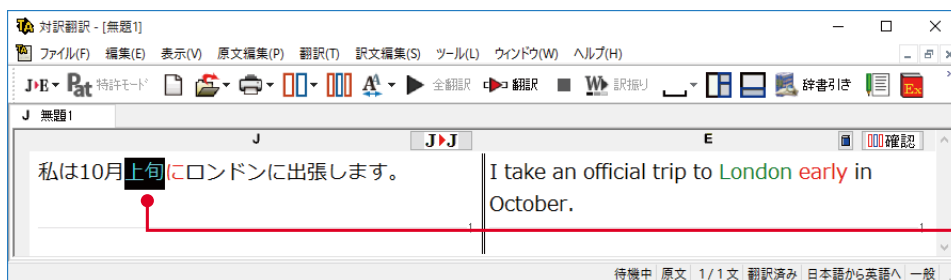 対訳翻訳 - [無題1]
ファイル(F) 編集(E) 表示(V) 原文編集(P) 翻訳(T) 訳文編集(S) ツール(L) ウィンドウ(W) ヘルプ(H)
J▶E Pat 特許モード 全翻訳 翻訳 W 訳振り 辞書引き Ex
J 無題1
J J▶J E 確認
私は10月上旬にロンドンに出張します。
1
I take an official trip to London early in
October.
1
待機中 原文 1/1文 翻訳済み 日本語から英語へ 一般